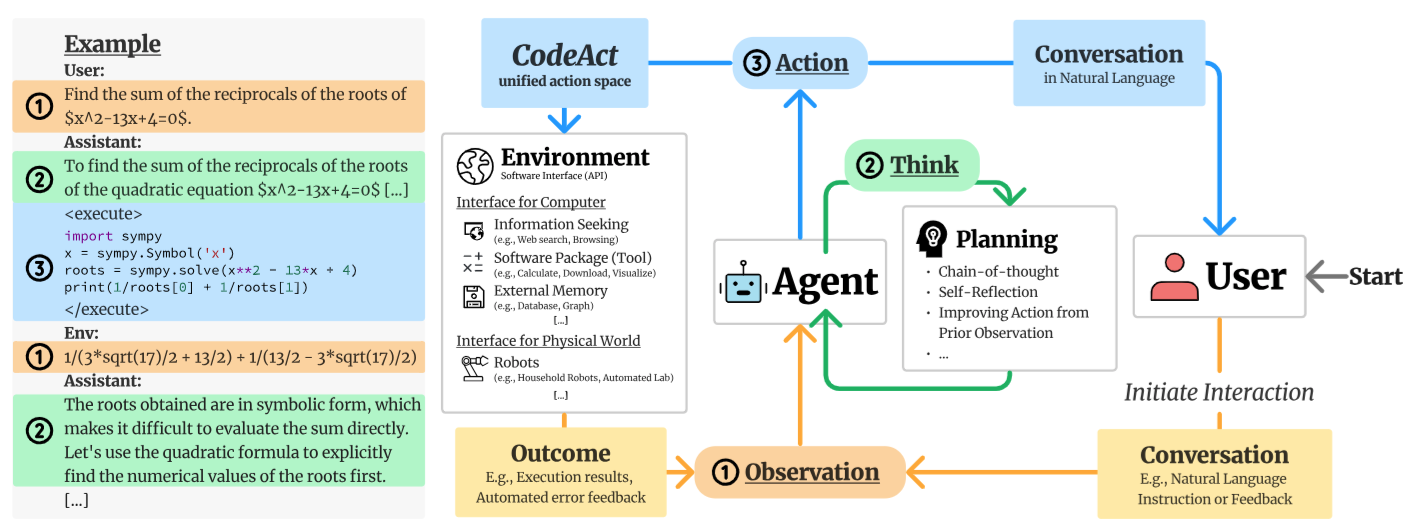 Example
User:
① Find the sum of the reciprocals of the roots of
$x^2-13x+4=0$.
Assistant:
② To find the sum of the reciprocals of the roots
of the quadratic equation $x^2-13x+4=0$ [...]
<execute>
③ import sympy
x = sympy.Symbol('x')
roots = sympy.solve(x**2 - 13*x + 4)
print(1/roots[0] + 1/roots[1])
</execute>
Env:
① 1/(3*sqrt(17)/2 + 13/2) + 1/(13/2 - 3*sqrt(17)/2)
Assistant:
② The roots obtained are in symbolic form, which
makes it difficult to evaluate the sum directly.
Let's use the quadratic formula to explicitly
find the numerical values of the roots first.
[...]
CodeAct
unified action space
③ Action
Conversation
in Natural Language
Environment
Software Interface (API)
Interface for Computer
Information Seeking
(e.g., Web search, Browsing)
Software Package (Tool)
(e.g., Calculate, Download, Visualize)
External Memory
(e.g., Database, Graph)
[...]
Interface for Physical World
Robots
(e.g., Household Robots, Automated Lab)
[...]
② Think
Agent
Planning
· Chain-of-thought
· Self-Reflection
· Improving Action from
Prior Observation
· ...
User
Start
Initiate Interaction
Outcome
E.g., Execution results,
Automated error feedback
① Observation
Conversation
E.g., Natural Language
Instruction or Feedback